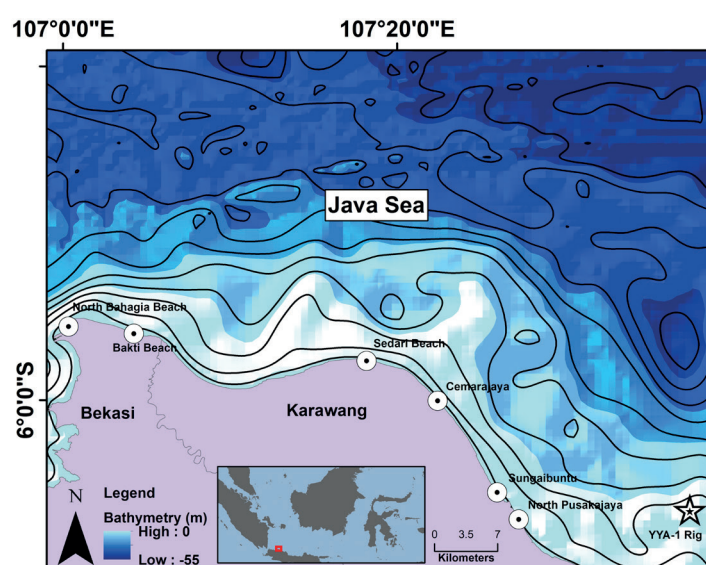 107°0'0"E
107°20'0"E
Java Sea
North Bahagia Beach
Bakti Beach
Sedari Beach
6°0'0"S
Bekasi
Karawang
Cemarajaya
Sungaibuntu
North Pusakajaya
YYA-1 Rig
N
Legend
Bathymetry (m)
High : 0
Low : -55
0 3.5 7
Kilometers